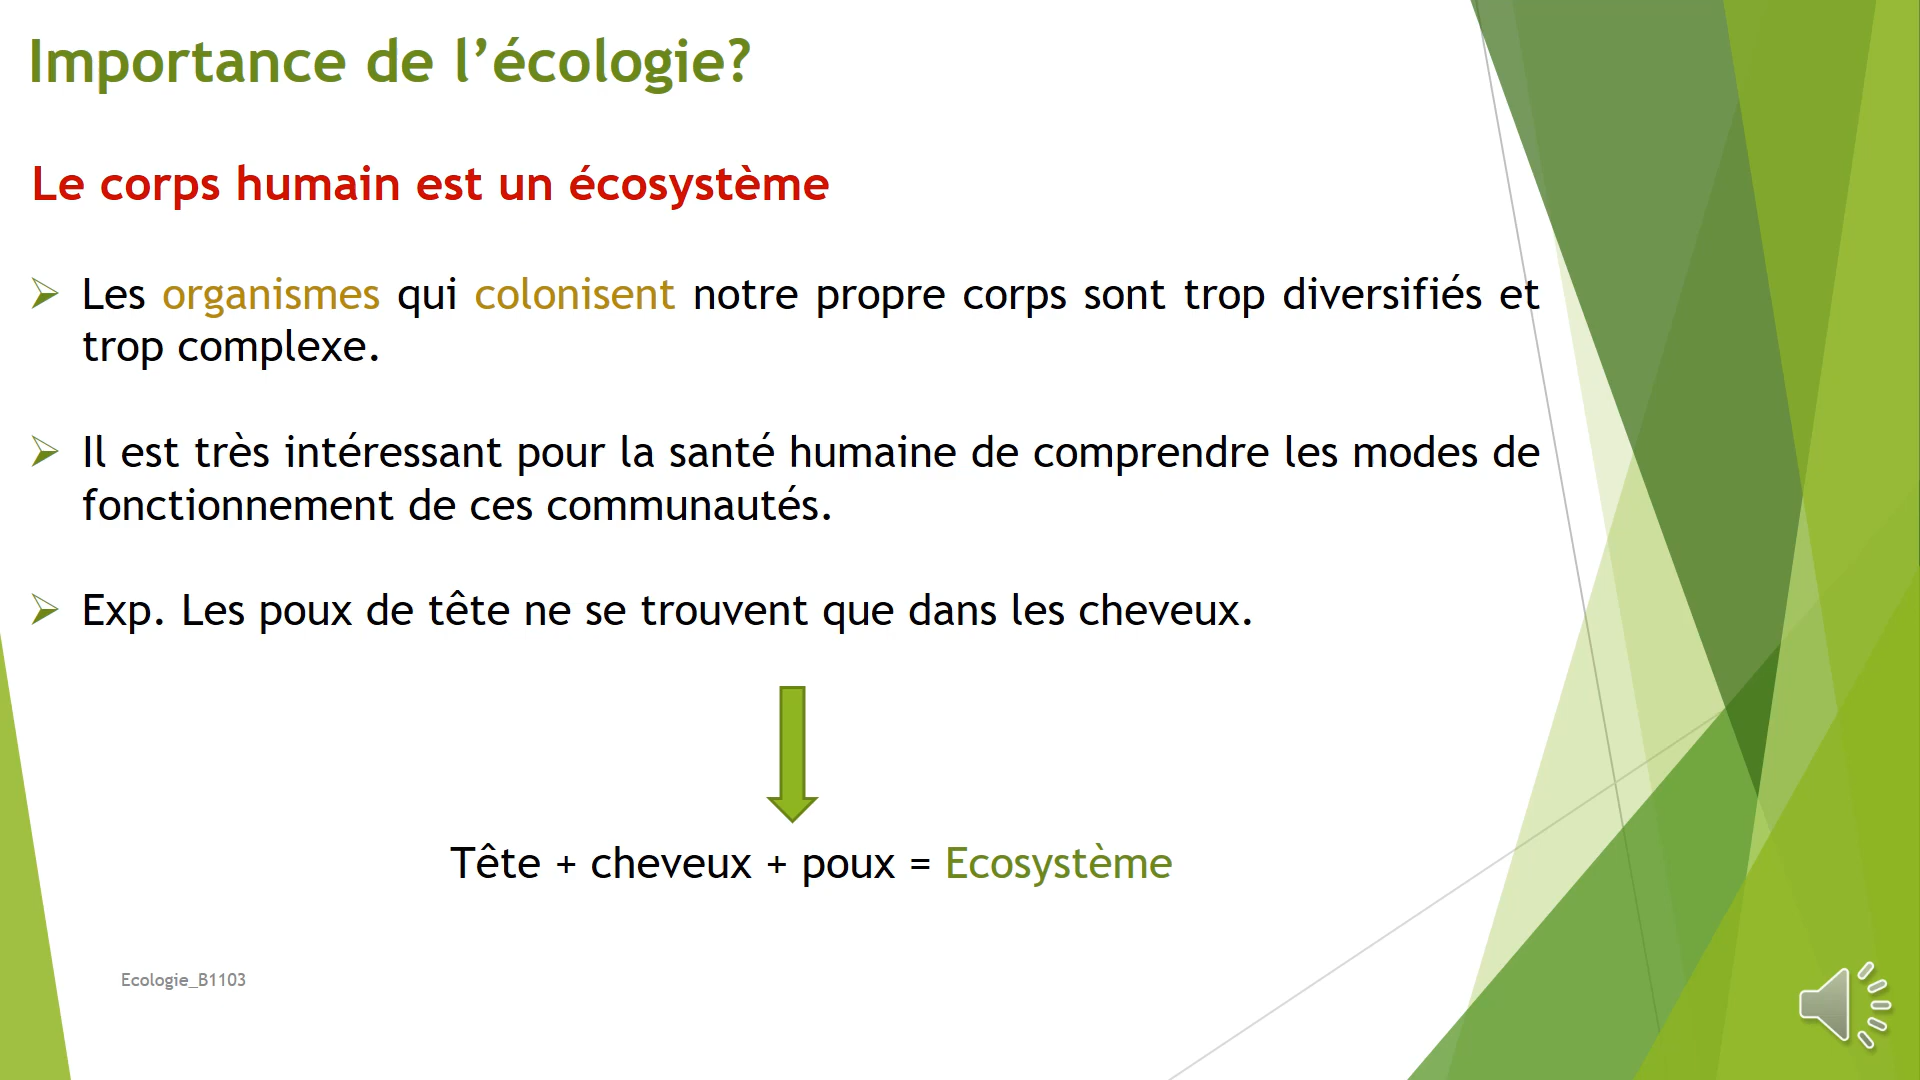 Importance de l’écologie?
Le corps humain est un écosystème
Les organismes qui colonisent notre propre corps sont trop diversifiés et
trop complexe.
Il est très intéressant pour la santé humaine de comprendre les modes de
fonctionnement de ces communautés.
Exp. Les poux de tête ne se trouvent que dans les cheveux.
Tête + cheveux + poux = Ecosystème
Ecologie_B1103